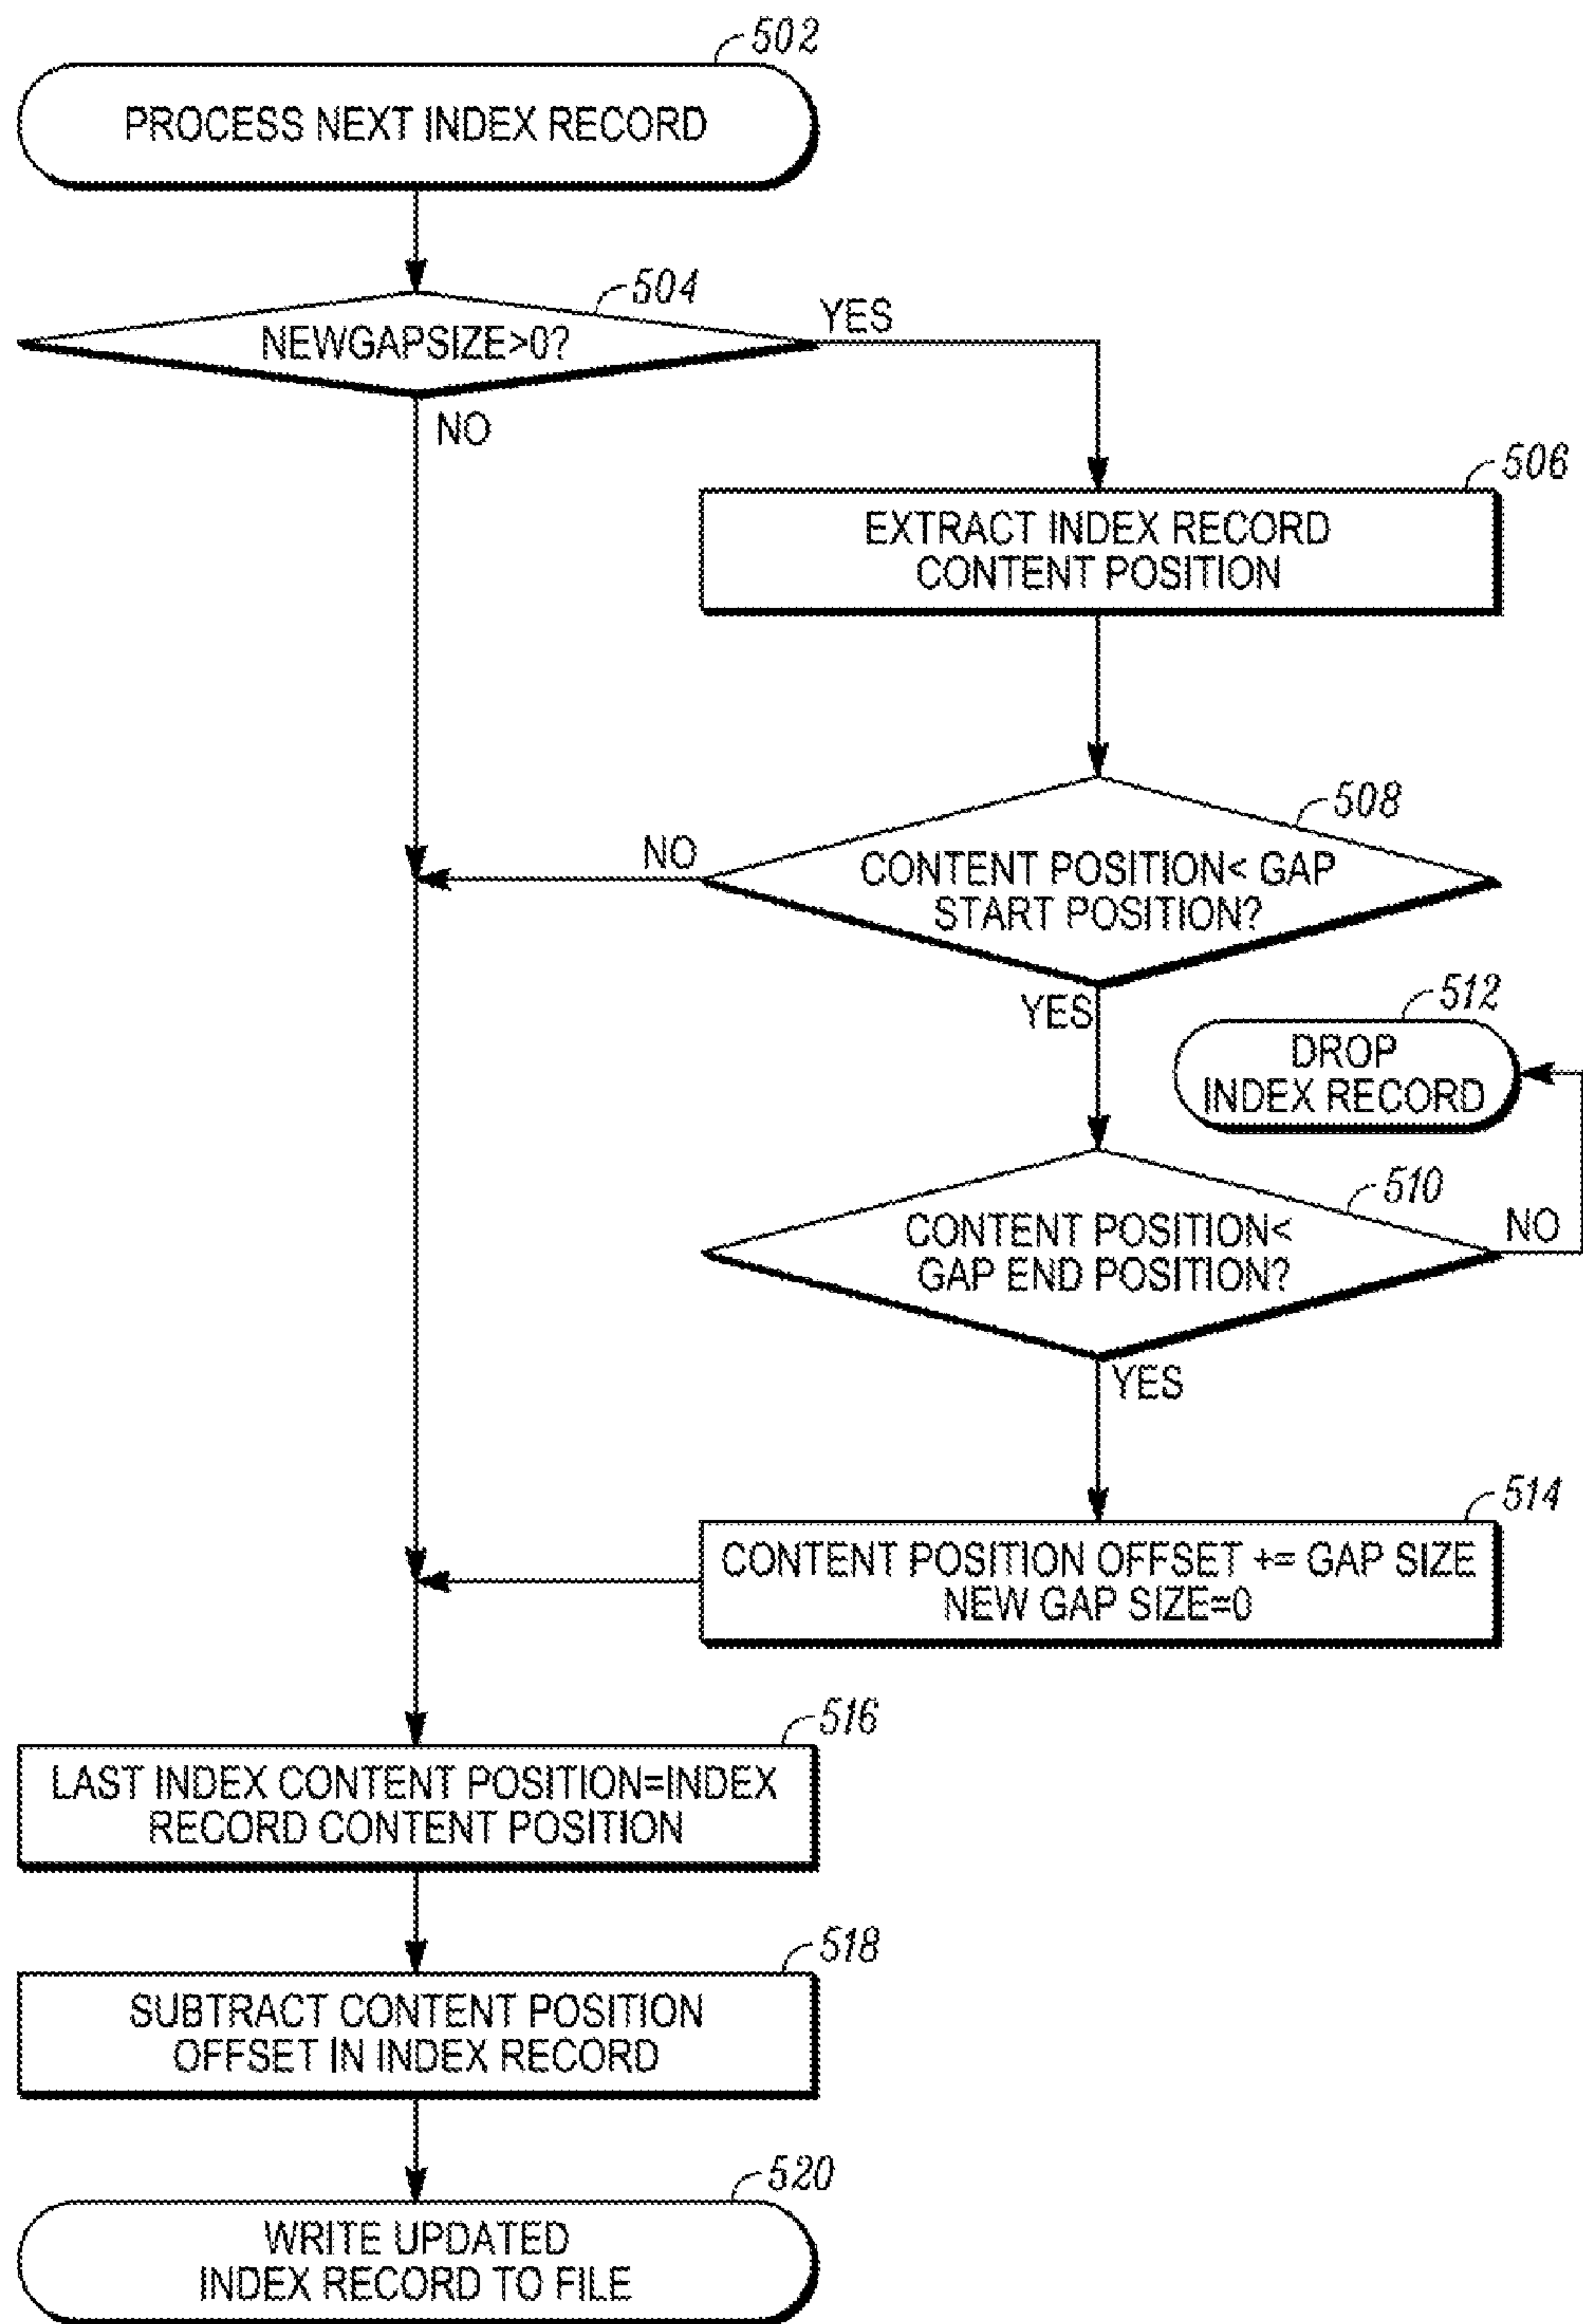 502
PROCESS NEXT INDEX RECORD
504
NEWGAPSIZE>0?
YES
NO
506
EXTRACT INDEX RECORD
CONTENT POSITION
508
NO
CONTENT POSITION< GAP
START POSITION?
YES
512
DROP
INDEX RECORD
510
CONTENT POSITION<
GAP END POSITION?
NO
YES
514
CONTENT POSITION OFFSET += GAP SIZE
NEW GAP SIZE=0
516
LAST INDEX CONTENT POSITION=INDEX
RECORD CONTENT POSITION
518
SUBTRACT CONTENT POSITION
OFFSET IN INDEX RECORD
520
WRITE UPDATED
INDEX RECORD TO FILE